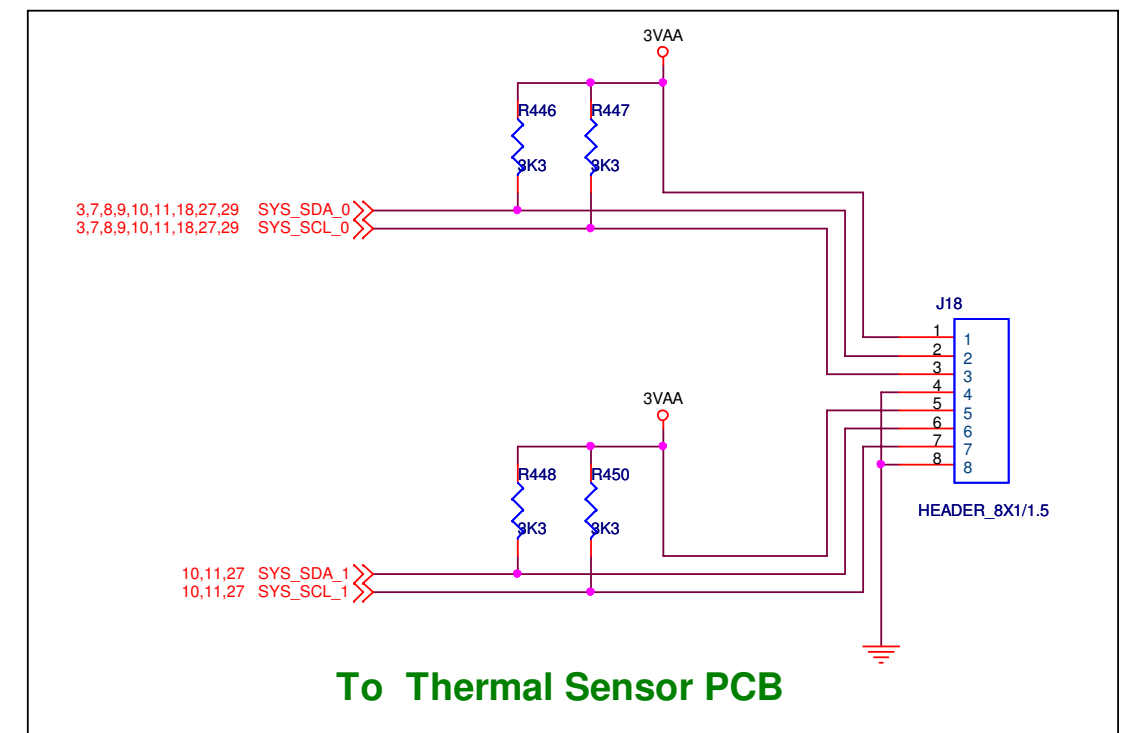 3VAA
R446 R447
3K3 3K3
3,7,8,9,10,11,18,27,29 SYS_SDA_0
3,7,8,9,10,11,18,27,29 SYS_SCL_0
J18
1 1
2 2
3 3
4 4
5 5
6 6
7 7
8 8
HEADER_8X1/1.5
3VAA
R448 R450
3K3 3K3
10,11,27 SYS_SDA_1
10,11,27 SYS_SCL_1
To Thermal Sensor PCB